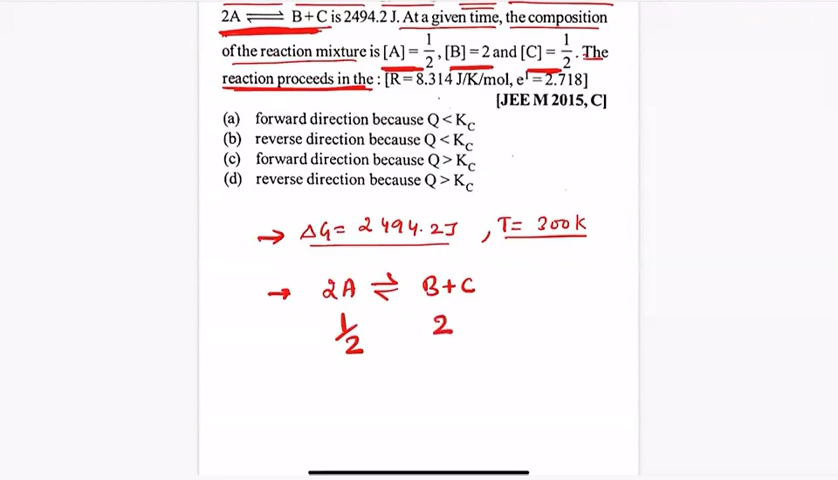 2A ⇌ B+C is 2494.2 J. At a given time, the composition
of the reaction mixture is [A] = 1/2, [B] = 2 and [C] = 1/2. The
reaction proceeds in the : [R = 8.314 J/K/mol, e¹ = 2.718]
[JEE M 2015, C]
(a) forward direction because Q < K_C
(b) reverse direction because Q < K_C
(c) forward direction because Q > K_C
(d) reverse direction because Q > K_C
→ ΔG = 2494.2J , T = 300K
→ 2A ⇌ B+C
1/2 2